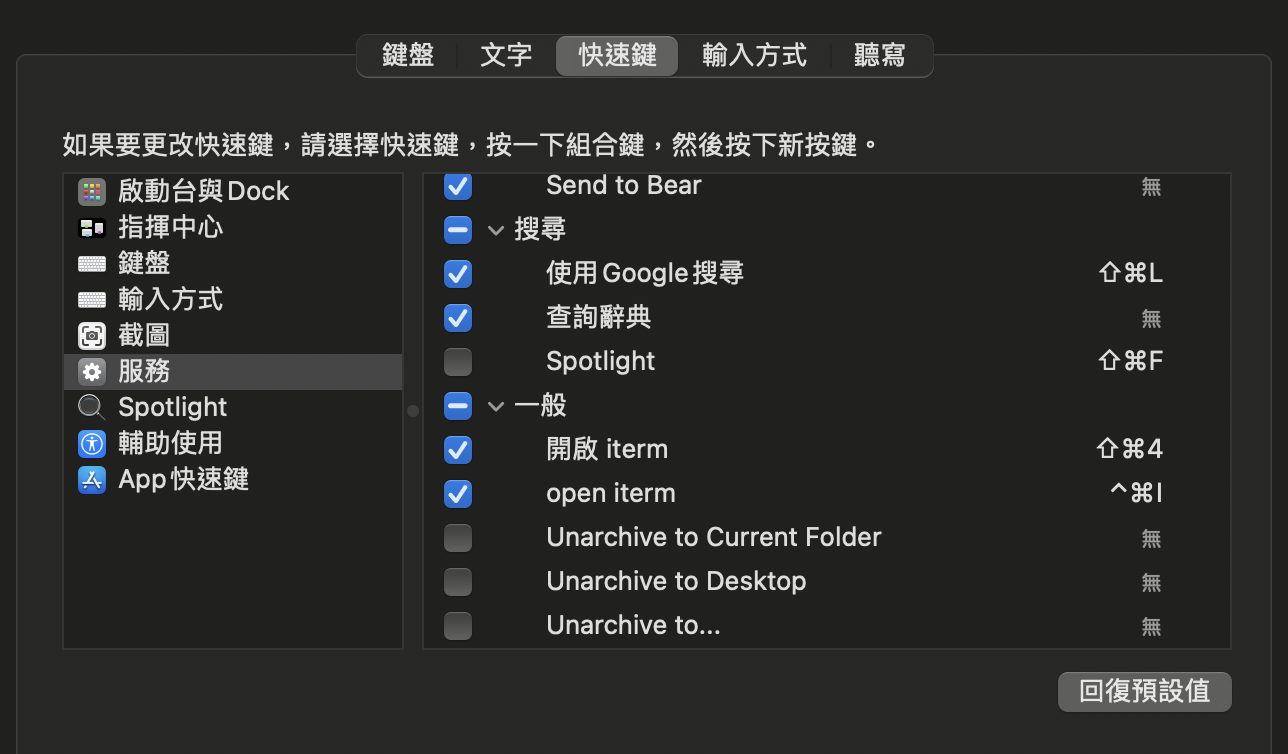 鍵盤 文字 快速鍵 輸入方式 聽寫
如果要更改快速鍵，請選擇快速鍵，按一下組合鍵，然後按下新按鍵。
啟動台與Dock
指揮中心
鍵盤
輸入方式
截圖
服務
Spotlight
輔助使用
App快速鍵
Send to Bear 無
搜尋
使用Google搜尋 ⇧⌘L
查詢辭典 無
Spotlight ⇧⌘F
一般
開啟 iterm ⇧⌘4
open iterm ^⌘I
Unarchive to Current Folder 無
Unarchive to Desktop 無
Unarchive to... 無
回復預設值